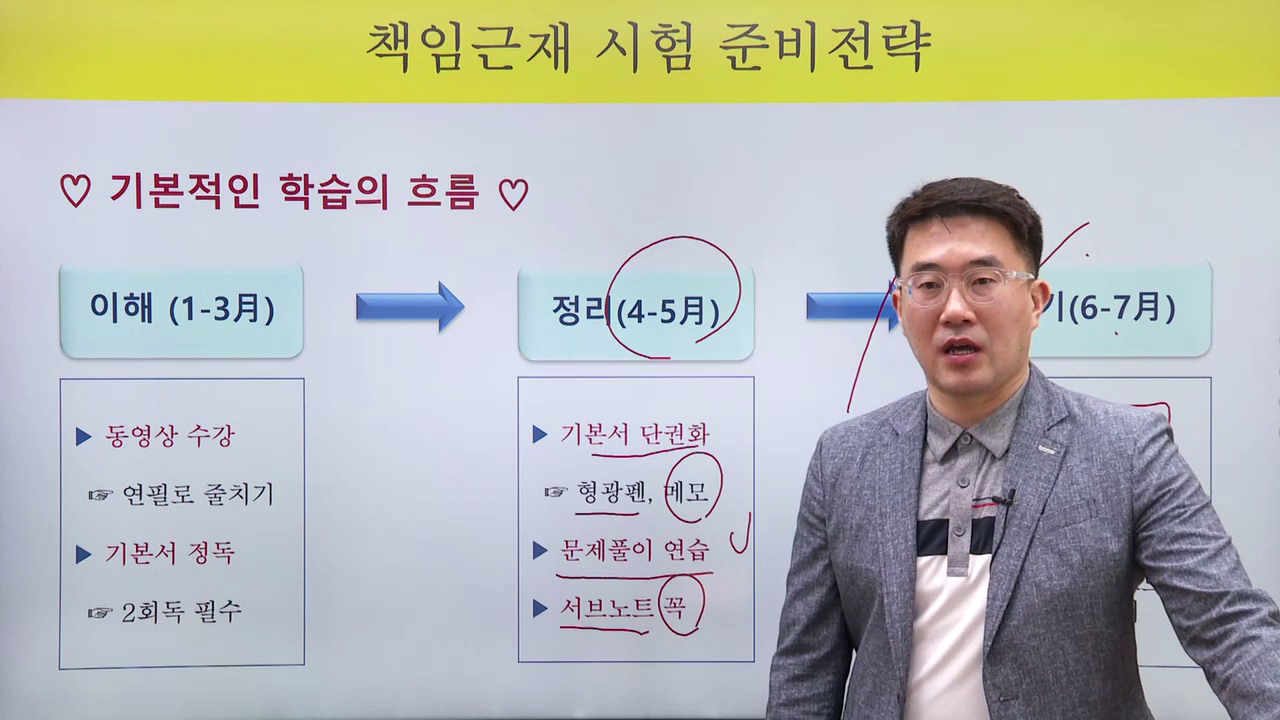 책임근재 시험 준비전략
♡ 기본적인 학습의 흐름 ♡
이해 (1-3月)
▶ 동영상 수강
☞ 연필로 줄치기
▶ 기본서 정독
☞ 2회독 필수
정리(4-5月)
▶ 기본서 단권화
☞ 형광펜, 메모
▶ 문제풀이 연습
▶ 서브노트 꼭
(6-7月)